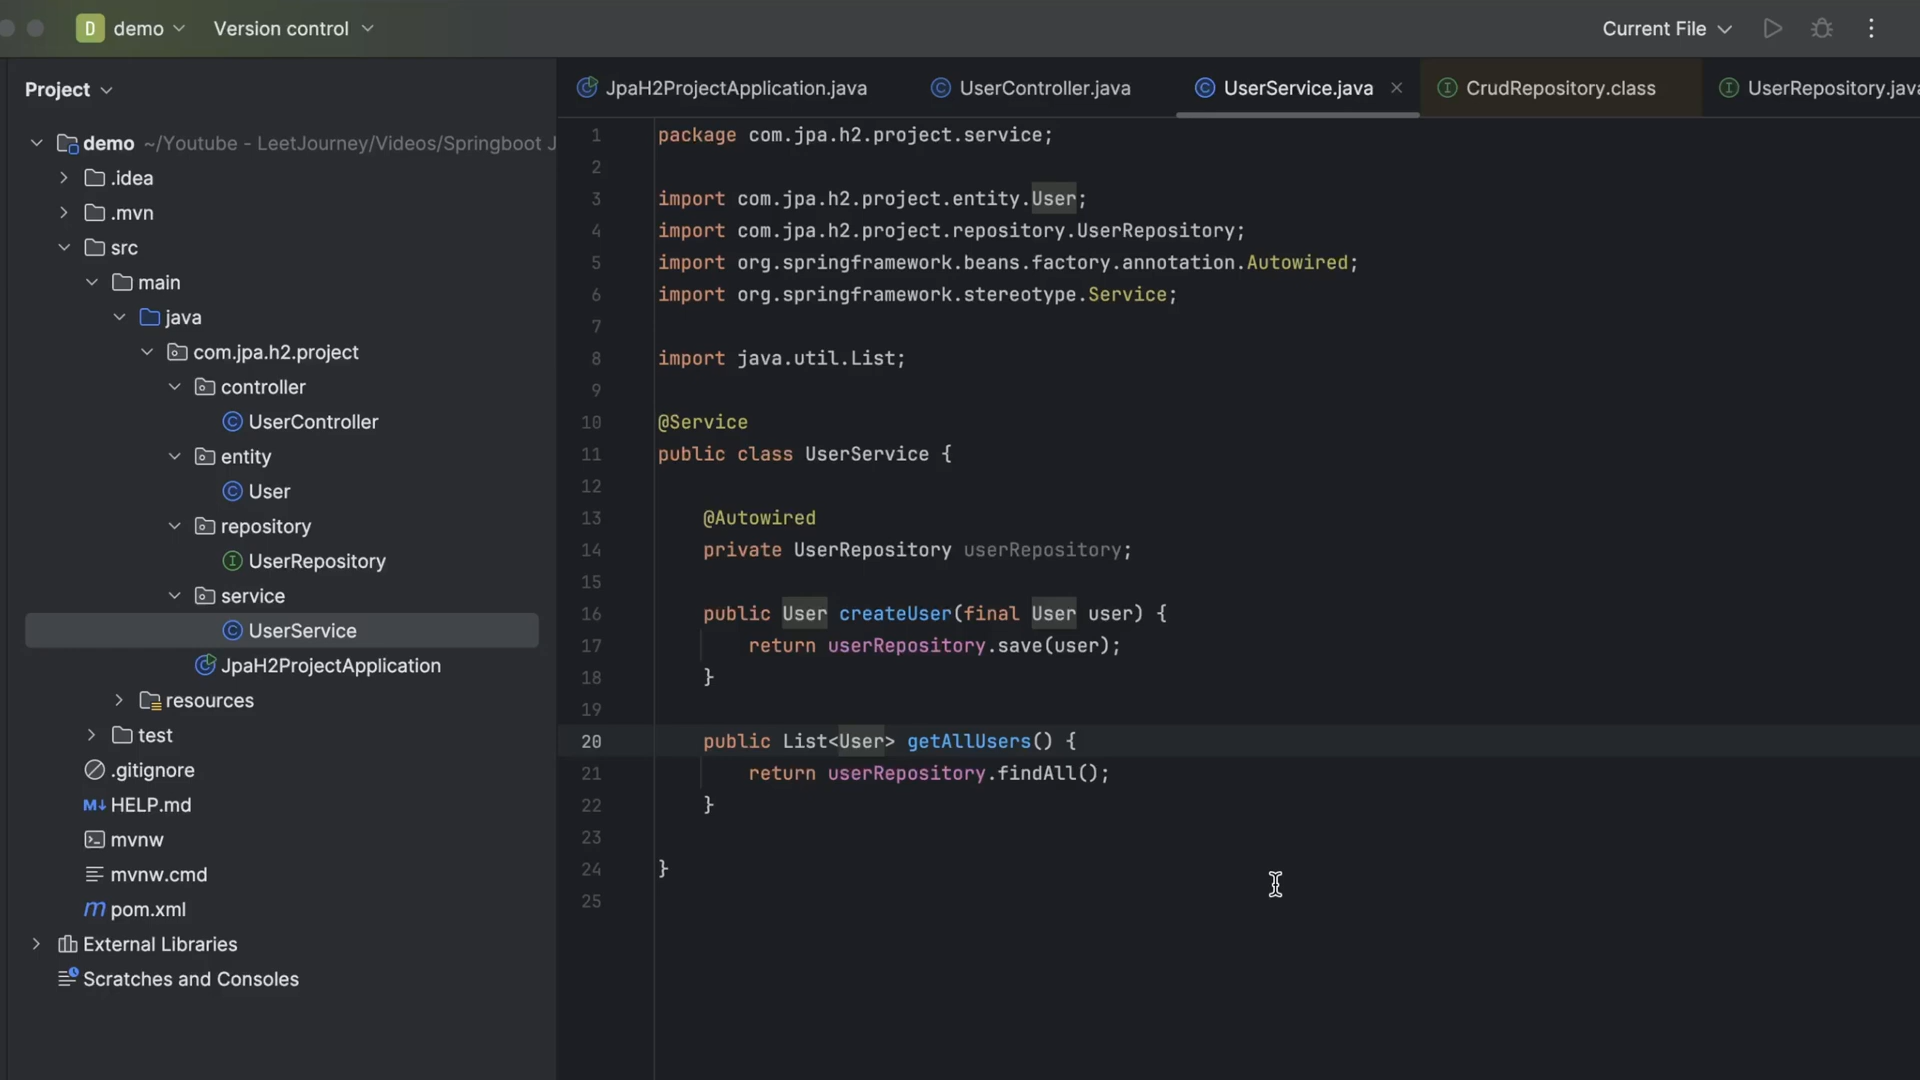 D demo Version control Current File
Project
JpaH2ProjectApplication.java UserController.java UserService.java CrudRepository.class UserRepository.java
demo ~/Youtube - LeetJourney/Videos/Springboot J
.idea
.mvn
src
main
java
com.jpa.h2.project
controller
UserController
entity
User
repository
UserRepository
service
UserService
JpaH2ProjectApplication
resources
test
.gitignore
M↓ HELP.md
mvnw
mvnw.cmd
m pom.xml
External Libraries
Scratches and Consoles
1 package com.jpa.h2.project.service;
2
3 import com.jpa.h2.project.entity.User;
4 import com.jpa.h2.project.repository.UserRepository;
5 import org.springframework.beans.factory.annotation.Autowired;
6 import org.springframework.stereotype.Service;
7
8 import java.util.List;
9
10 @Service
11 public class UserService {
12
13 @Autowired
14 private UserRepository userRepository;
15
16 public User createUser(final User user) {
17 return userRepository.save(user);
18 }
19
20 public List<User> getAllUsers() {
21 return userRepository.findAll();
22 }
23
24 }
25